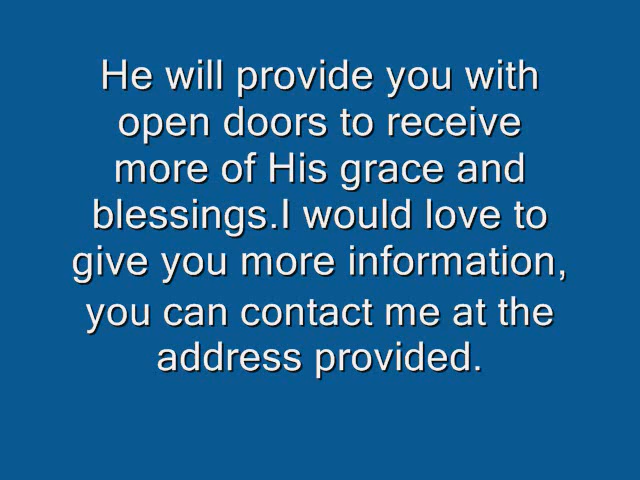 He will provide you with
open doors to receive
more of His grace and
blessings.I would love to
give you more information,
you can contact me at the
address provided.